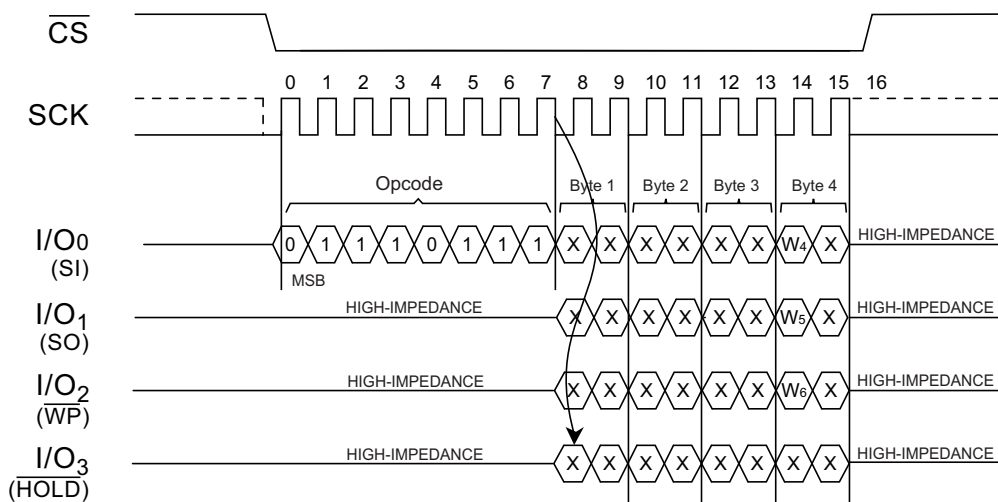 CS
0 1 2 3 4 5 6 7 8 9 10 11 12 13 14 15 16
SCK
Opcode Byte 1 Byte 2 Byte 3 Byte 4
I/O0 0 1 1 1 0 1 1 1 X X X X X X W4 X HIGH-IMPEDANCE
(SI)
MSB
I/O1 HIGH-IMPEDANCE X X X X X X W5 X HIGH-IMPEDANCE
(SO)
I/O2 HIGH-IMPEDANCE X X X X X X W6 X HIGH-IMPEDANCE
(WP)
I/O3 HIGH-IMPEDANCE X X X X X X X X HIGH-IMPEDANCE
(HOLD)